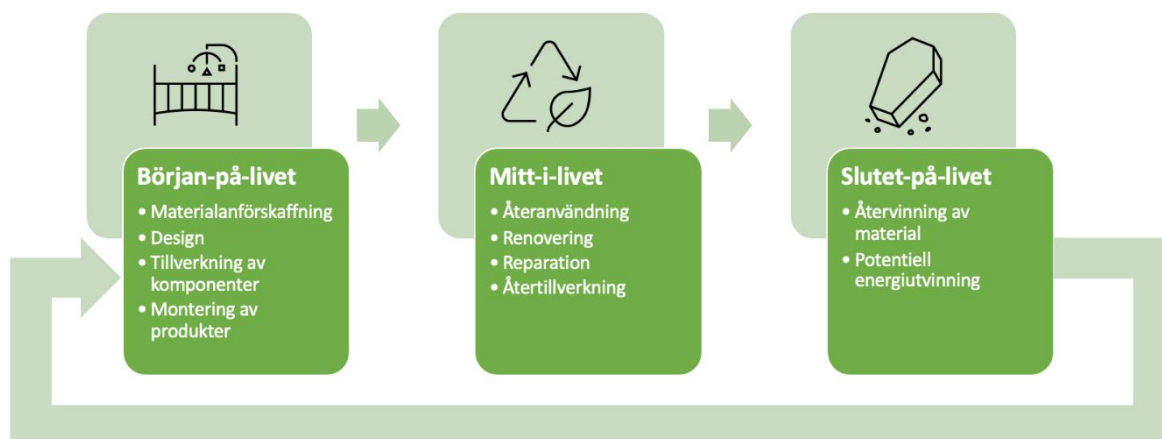 Början-på-livet
• Materialanförskaffning
• Design
• Tillverkning av
komponenter
• Montering av
produkter
Mitt-i-livet
• Återanvändning
• Renovering
• Reparation
• Återtillverkning
Slutet-på-livet
• Återvinning av
material
• Potentiell
energiutvinning